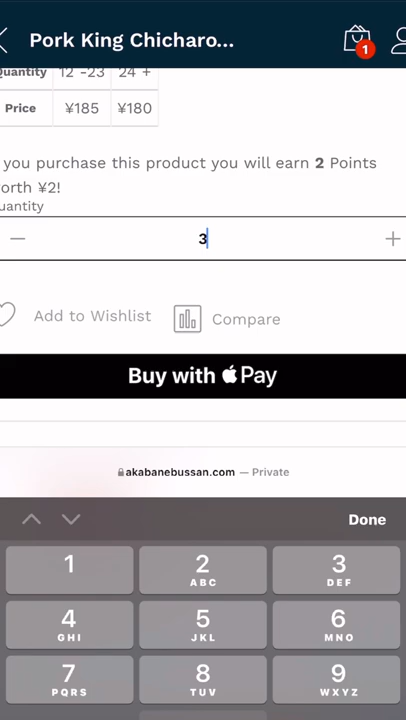 Pork King Chicharo...
1
Quantity 12 -23 24 +
Price ¥185 ¥180
you purchase this product you will earn 2 Points
orth ¥2!
uantity
— 3 +
Add to Wishlist Compare
Buy with Pay
akabanebussan.com — Private
Done
1 2 3
ABC DEF
4 5 6
GHI JKL MNO
7 8 9
PQRS TUV WXYZ